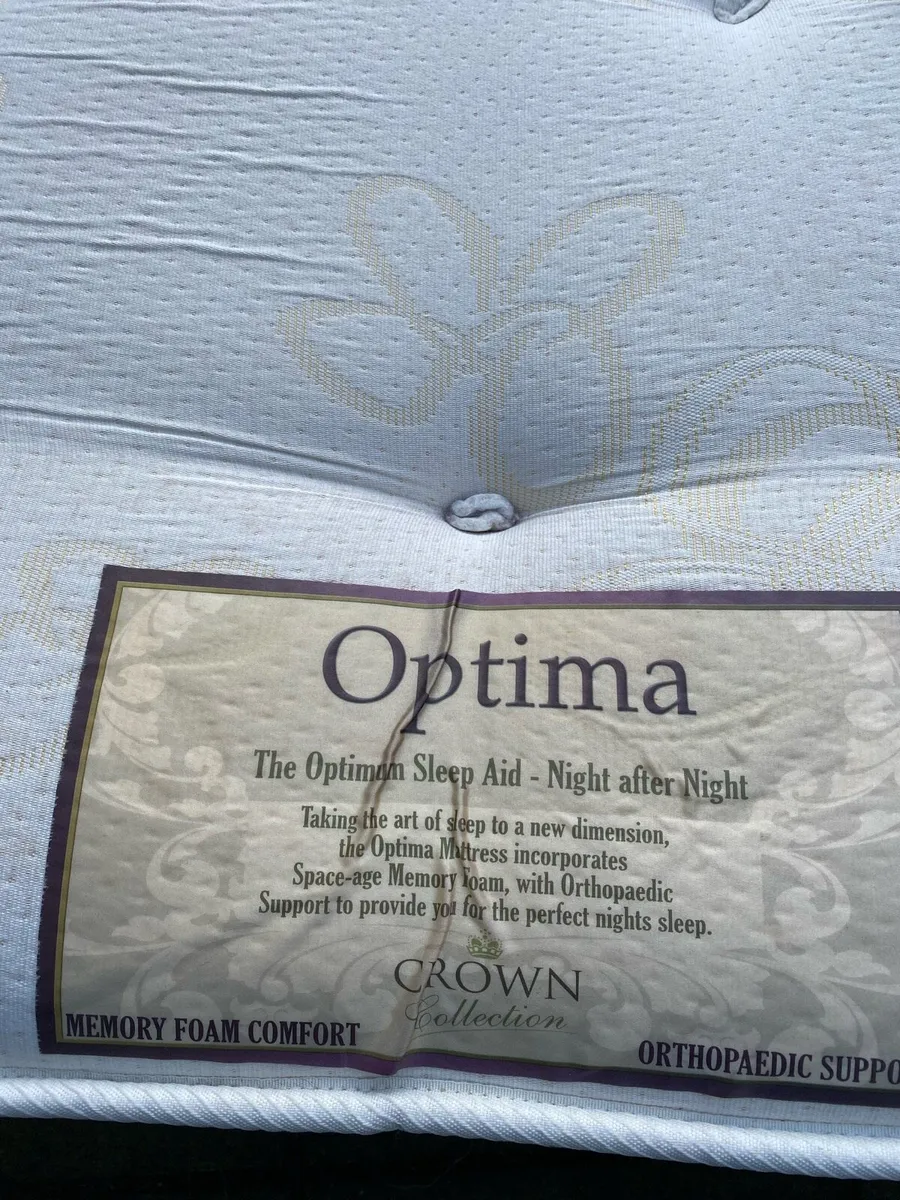 Optima
The Optimum Sleep Aid - Night after Night
Taking the art of sleep to a new dimension,
the Optima Mattress incorporates
Space-age Memory Foam, with Orthopaedic
Support to provide you for the perfect nights sleep.
CROWN
Collection
MEMORY FOAM COMFORT
ORTHOPAEDIC SUPPO